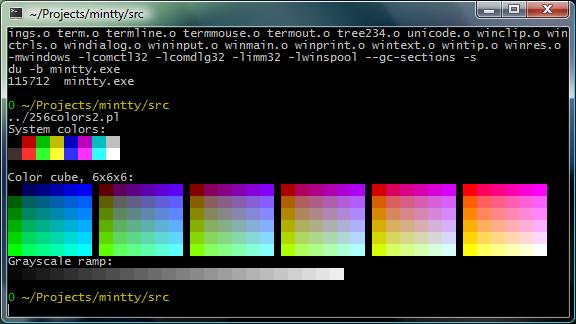 ~/Projects/mintty/src
ings.o term.o termline.o termmouse.o termout.o tree234.o unicode.o winclip.o win
ctrls.o windialog.o wininput.o winmain.o winprint.o wintext.o wintip.o winres.o
-mwindows -lcomctl32 -lcomdlg32 -limm32 -lwinspool --gc-sections -s
du -b mintty.exe
115712 mintty.exe
0 ~/Projects/mintty/src
../256colors2.pl
System colors:
Color cube, 6x6x6:
Grayscale ramp:
0 ~/Projects/mintty/src